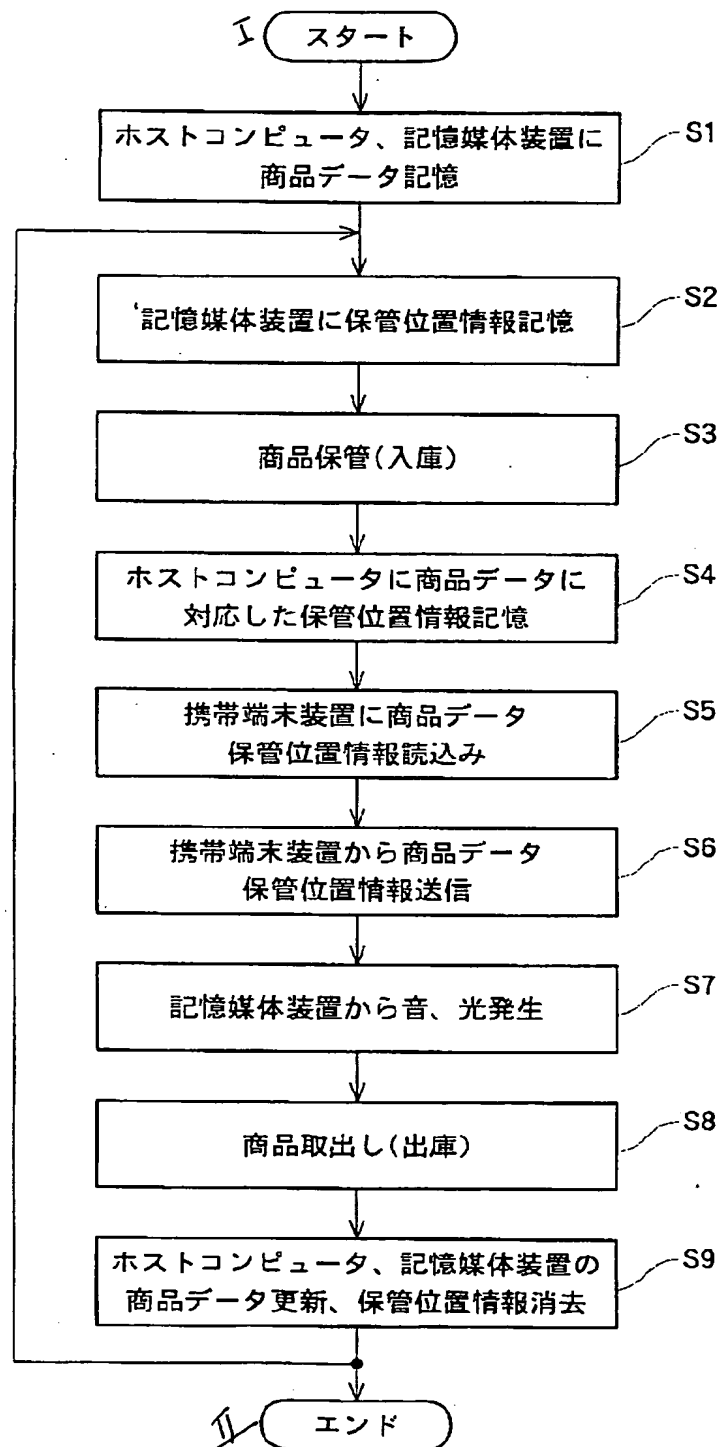 I
スタート
ホストコンピュータ、記憶媒体装置に
商品データ記憶
S1
記憶媒体装置に保管位置情報記憶
S2
商品保管(入庫)
S3
ホストコンピュータに商品データに
対応した保管位置情報記憶
S4
携帯端末装置に商品データ
保管位置情報読込み
S5
携帯端末装置から商品データ
保管位置情報送信
S6
記憶媒体装置から音、光発生
S7
商品取出し(出庫)
S8
ホストコンピュータ、記憶媒体装置の
商品データ更新、保管位置情報消去
S9
II
エンド